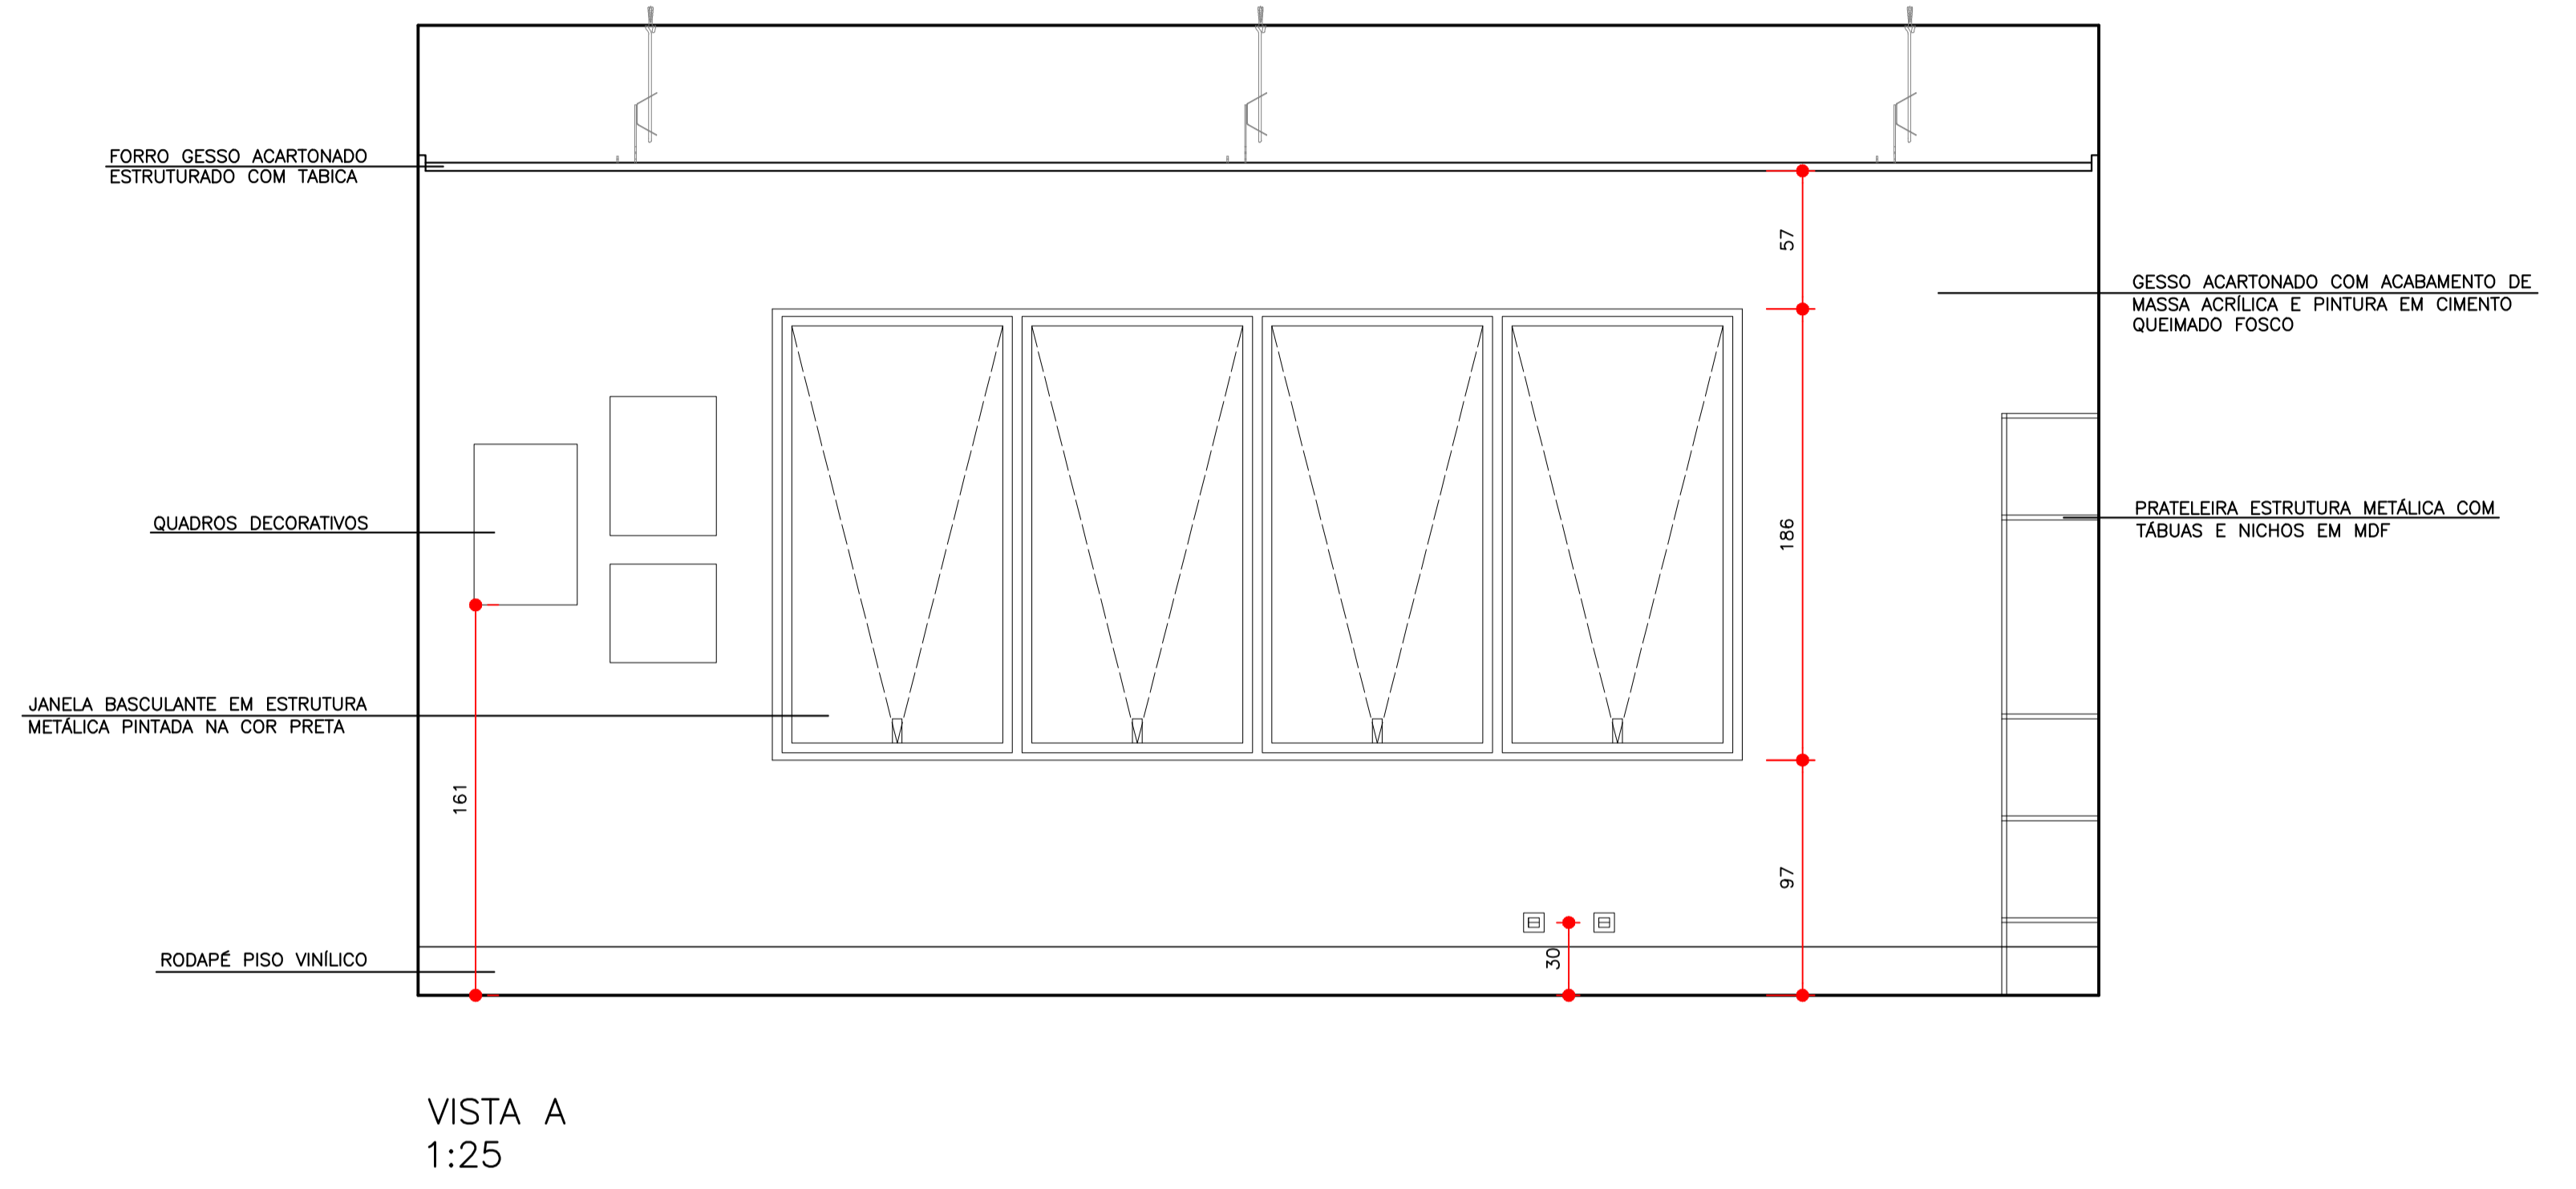 FORRO GESSO ACARTONADO
ESTRUTURADO COM TABICA
57
GESSO ACARTONADO COM ACABAMENTO DE
MASSA ACRÍLICA E PINTURA EM CIMENTO
QUEIMADO FOSCO
QUADROS DECORATIVOS
186
PRATELEIRA ESTRUTURA METÁLICA COM
TÁBUAS E NICHOS EM MDF
JANELA BASCULANTE EM ESTRUTURA
METÁLICA PINTADA NA COR PRETA
161
97
RODAPÉ PISO VINÍLICO
30
VISTA A
1:25